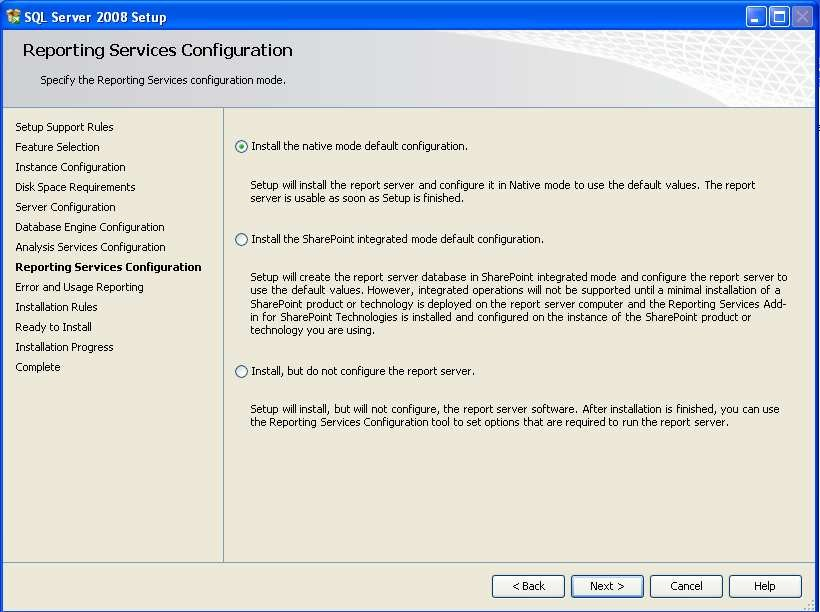 SQL Server 2008 Setup
Reporting Services Configuration
Specify the Reporting Services configuration mode.
Setup Support Rules
Feature Selection
Instance Configuration
Disk Space Requirements
Server Configuration
Database Engine Configuration
Analysis Services Configuration
Reporting Services Configuration
Error and Usage Reporting
Installation Rules
Ready to Install
Installation Progress
Complete
Install the native mode default configuration.
Setup will install the report server and configure it in Native mode to use the default values. The report
server is usable as soon as Setup is finished.
Install the SharePoint integrated mode default configuration.
Setup will create the report server database in SharePoint integrated mode and configure the report server to
use the default values. However, integrated operations will not be supported until a minimal installation of a
SharePoint product or technology is deployed on the report server computer and the Reporting Services Add-
in for SharePoint Technologies is installed and configured on the instance of the SharePoint product or
technology you are using.
Install, but do not configure the report server.
Setup will install, but will not configure, the report server software. After installation is finished, you can use
the Reporting Services Configuration tool to set options that are required to run the report server.
< Back
Next >
Cancel
Help